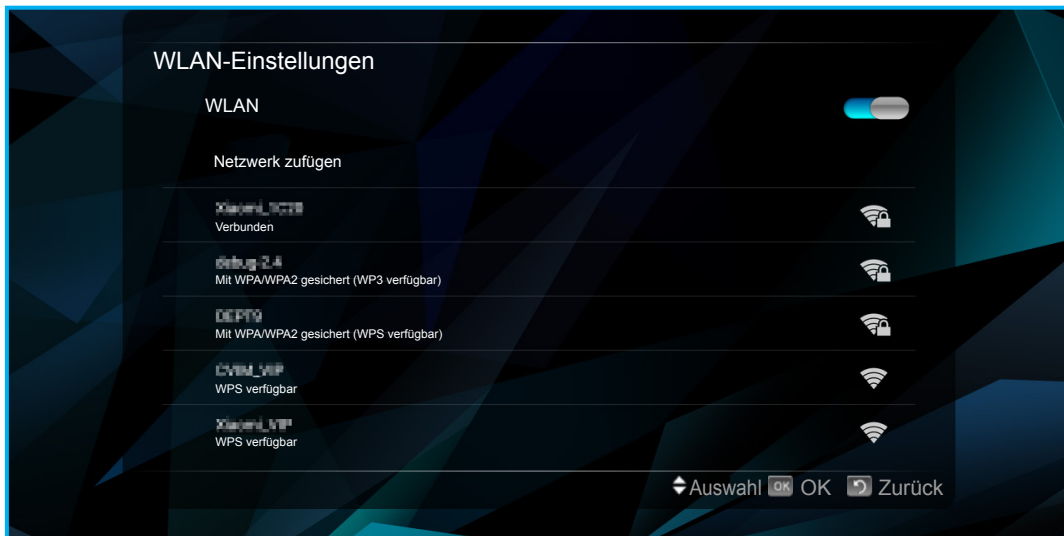 WLAN-Einstellungen
WLAN
Netzwerk zufügen
Verbunden
Mit WPA/WPA2 gesichert (WP3 verfügbar)
Mit WPA/WPA2 gesichert (WPS verfügbar)
WPS verfügbar
WPS verfügbar
Auswahl OK OK Zurück